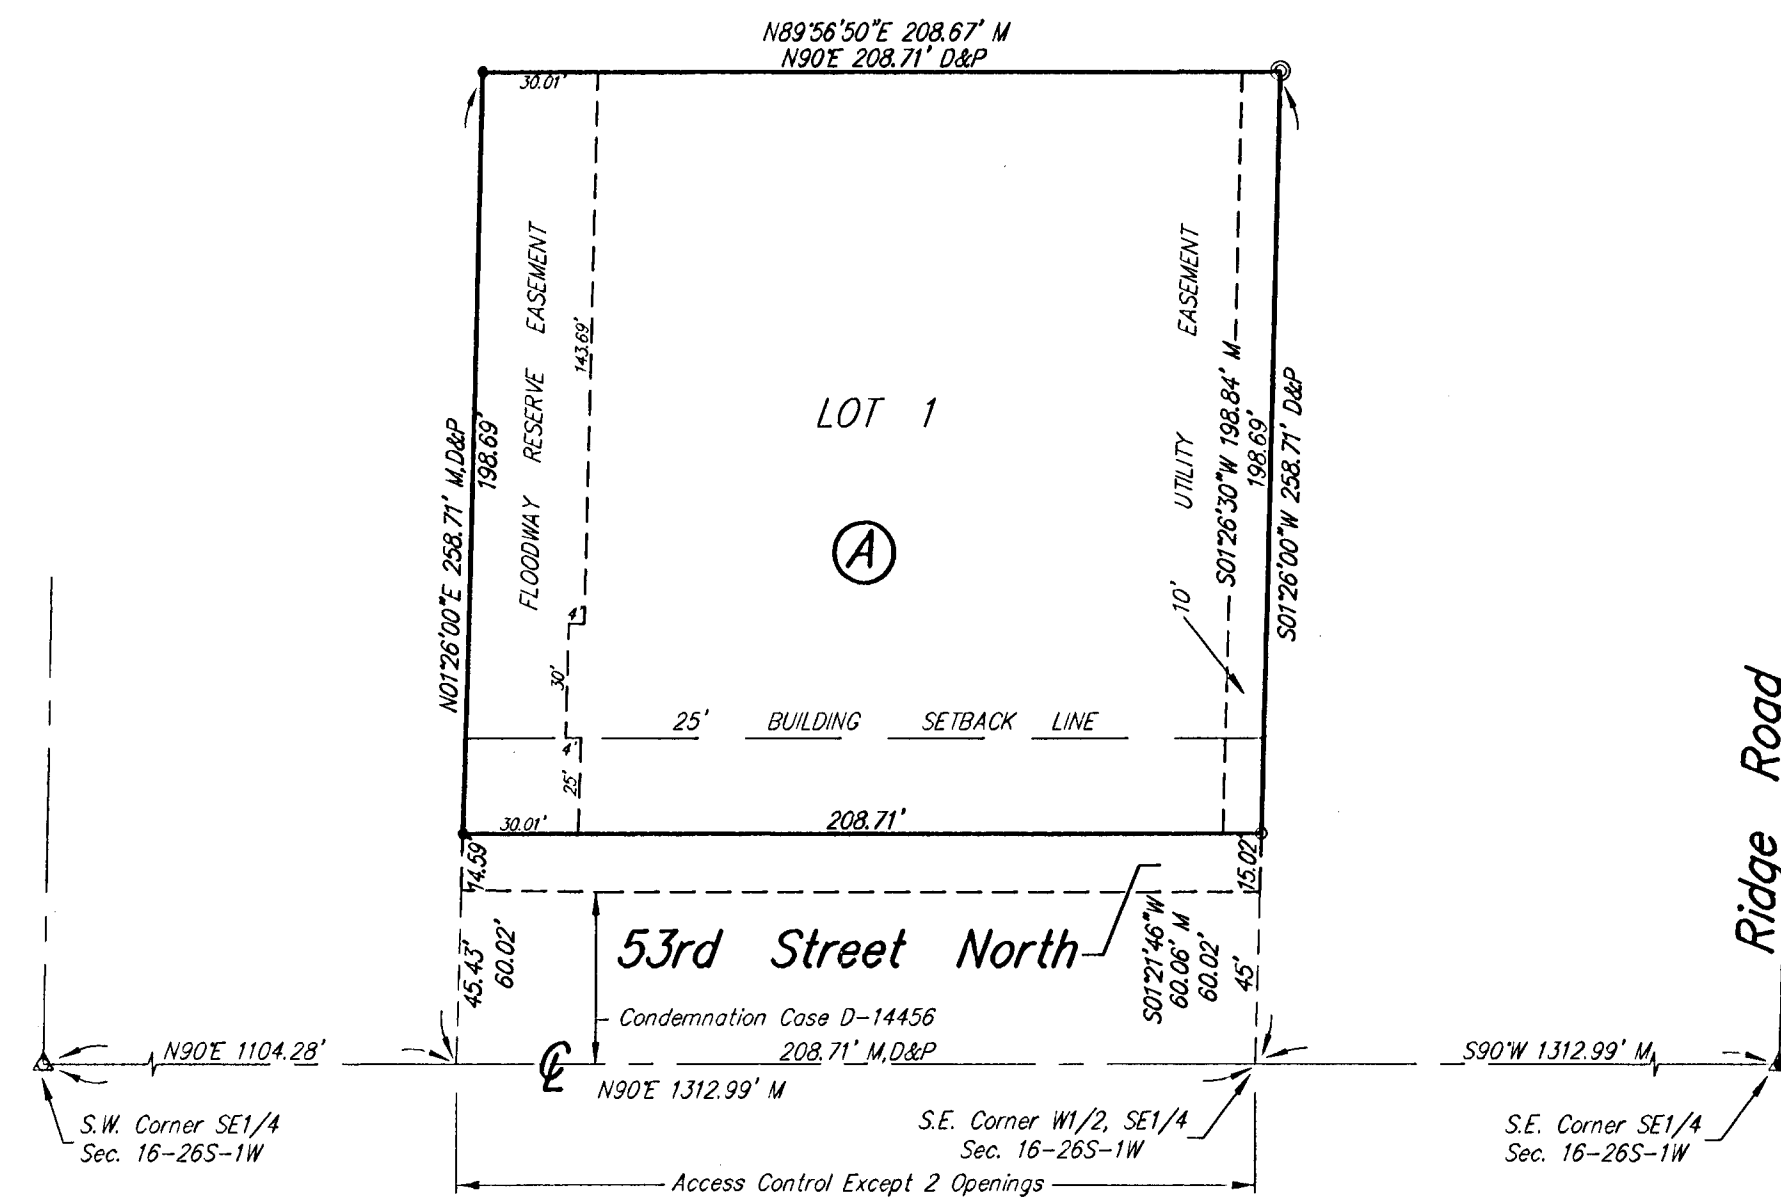 N89°56'50"E 208.67' M
N90°E 208.71' D&P
30.01'
FLOODWAY RESERVE EASEMENT
143.69'
UTILITY EASEMENT
S01°26'30"W 198.84' M
198.69'
S01°26'00"W 258.71' D&P
N01°26'00"E 258.71' M,D&P
198.69'
LOT 1
A
10'
4'
30'
25' BUILDING SETBACK LINE
4'
25'
30.01'
208.71'
14.59'
15.02'
53rd Street North
45.43'
60.02'
S01°21'46"W
60.06' M
60.02'
45'
Ridge Road
Condemnation Case D-14456
N90°E 1104.28'
℄
208.71' M,D&P
S90°W 1312.99' M
N90°E 1312.99' M
S.W. Corner SE1/4
Sec. 16-26S-1W
S.E. Corner W1/2, SE1/4
Sec. 16-26S-1W
S.E. Corner SE1/4
Sec. 16-26S-1W
Access Control Except 2 Openings